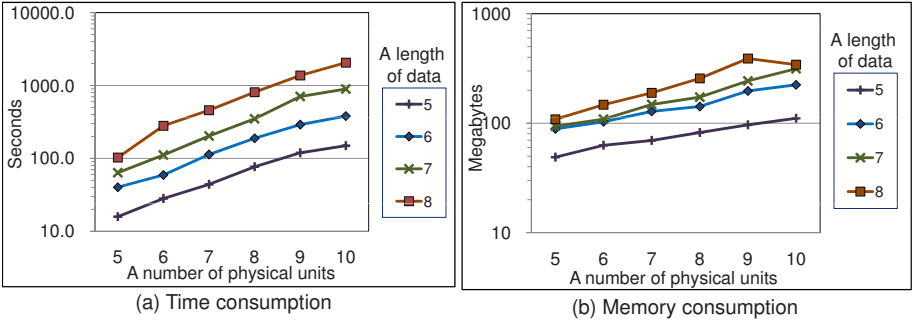 10000.0
1000.0
100.0
10.0
Seconds
5 6 7 8 9 10
A number of physical units
A length
of data
5
6
7
8
(a) Time consumption
1000
100
10
Megabytes
5 6 7 8 9 10
A number of physical units
A length
of data
5
6
7
8
(b) Memory consumption